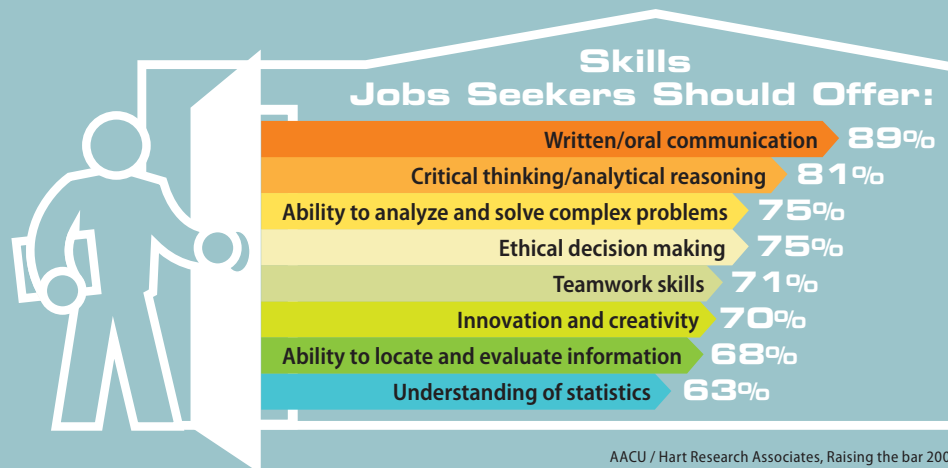 Skills
Jobs Seekers Should Offer:
Written/oral communication 89%
Critical thinking/analytical reasoning 81%
Ability to analyze and solve complex problems 75%
Ethical decision making 75%
Teamwork skills 71%
Innovation and creativity 70%
Ability to locate and evaluate information 68%
Understanding of statistics 63%
AACU / Hart Research Associates, Raising the bar